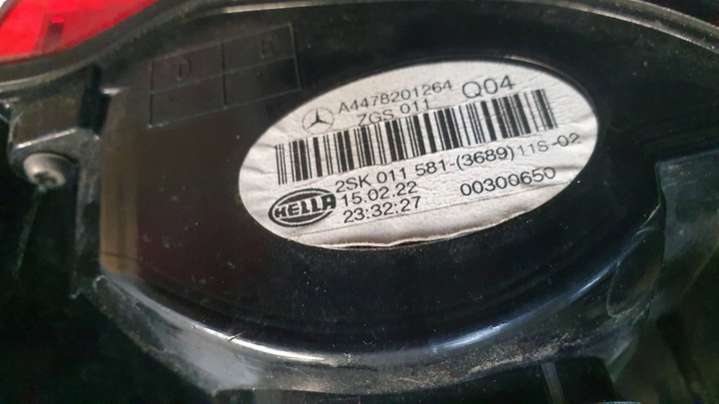 A4478201264 Q04
ZGS 011
2SK 011 581-(3689) 11S-02
HELLA 15.02.22 00300650
23:32:27